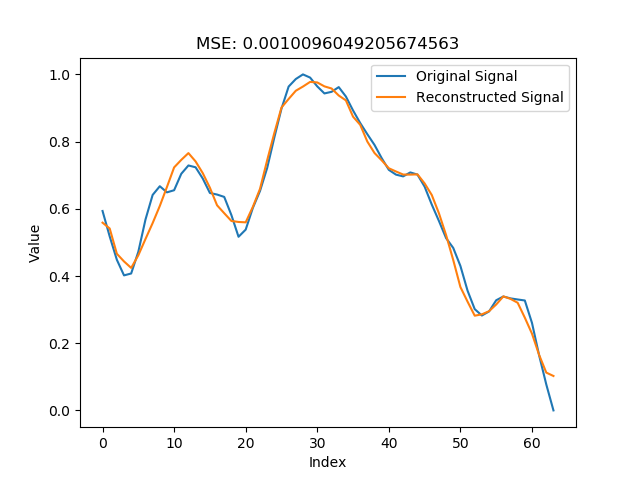 MSE: 0.0010096049205674563
Original Signal
Reconstructed Signal
Value
1.0
0.8
0.6
0.4
0.2
0.0
0 10 20 30 40 50 60
Index